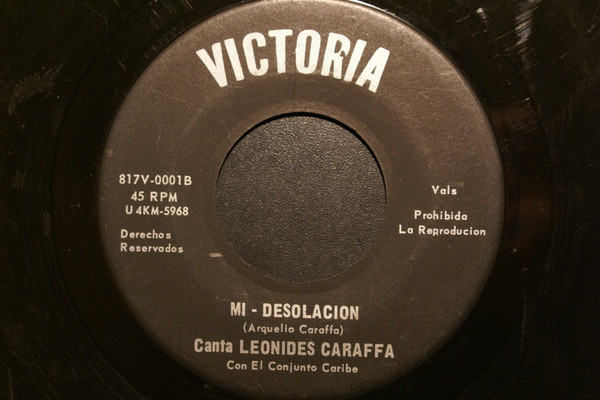 VICTORIA
817V-0001B
45 RPM
U4KM-5968
Derechos
Reservados
Vals
Prohibida
La Reproducion
MI - DESOLACION
(Arquelio Caraffa)
Canta LEONIDES CARAFFA
Con El Conjunto Caribe